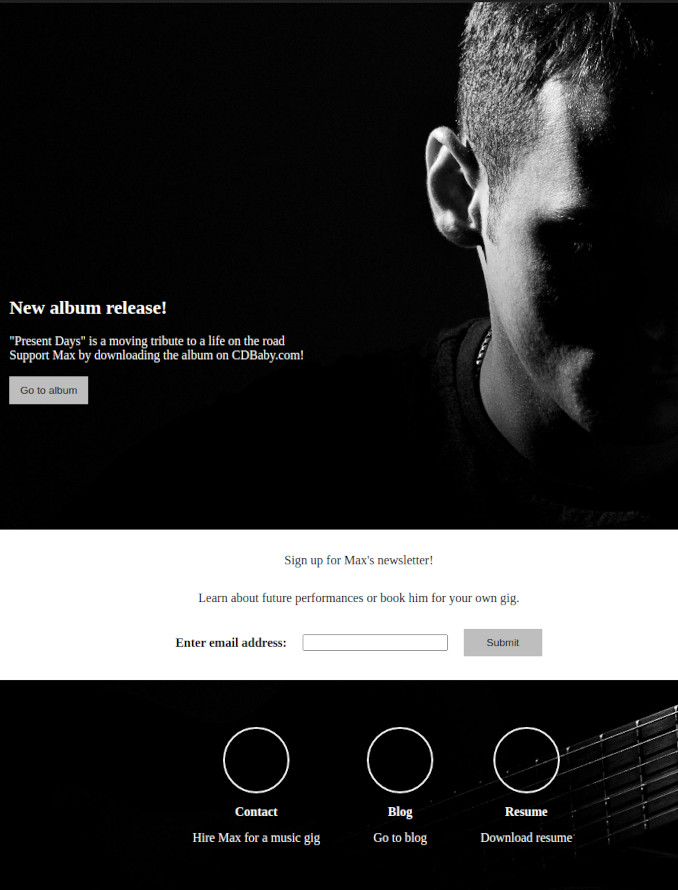 New album release!
"Present Days" is a moving tribute to a life on the road
Support Max by downloading the album on CDBaby.com!
Go to album
Sign up for Max's newsletter!
Learn about future performances or book him for your own gig.
Enter email address:
Submit
Contact
Blog
Resume
Hire Max for a music gig
Go to blog
Download resume